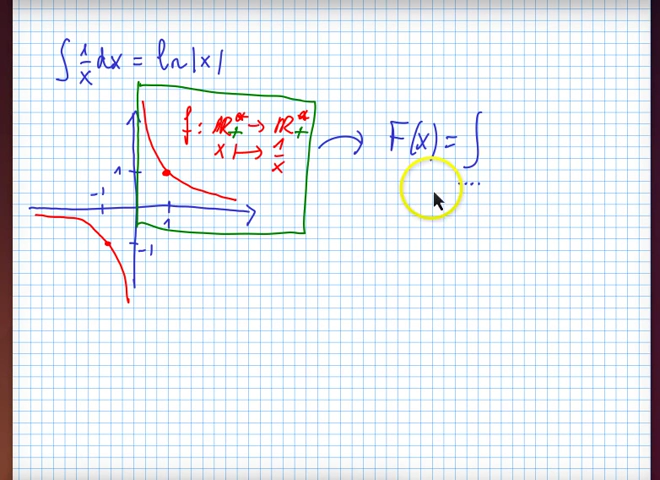 ∫ 1/x dx = ln|x|
f: ℝ*₊ → ℝ*₊
x ↦ 1/x
F(x) = ∫
...
1
-1
1
-1